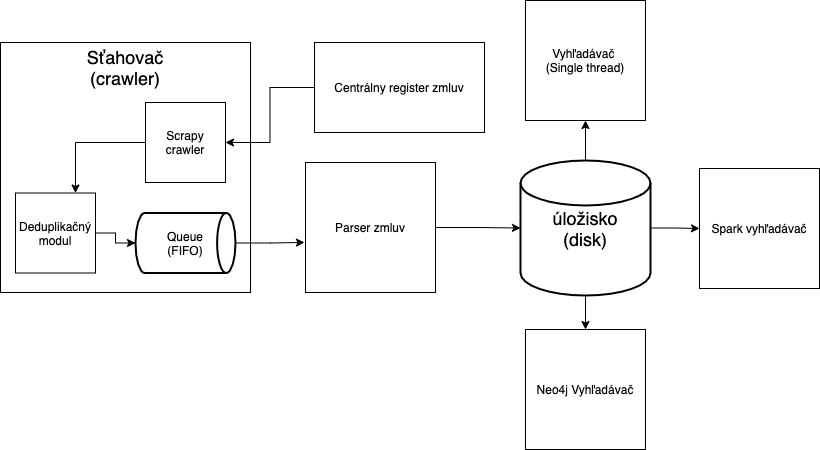 Sťahovač
(crawler)
Centrálny register zmluv
Vyhľadávač
(Single thread)
Scrapy
crawler
Deduplikačný
modul
Queue
(FIFO)
Parser zmluv
úložisko
(disk)
Spark vyhľadávač
Neo4j Vyhľadávač